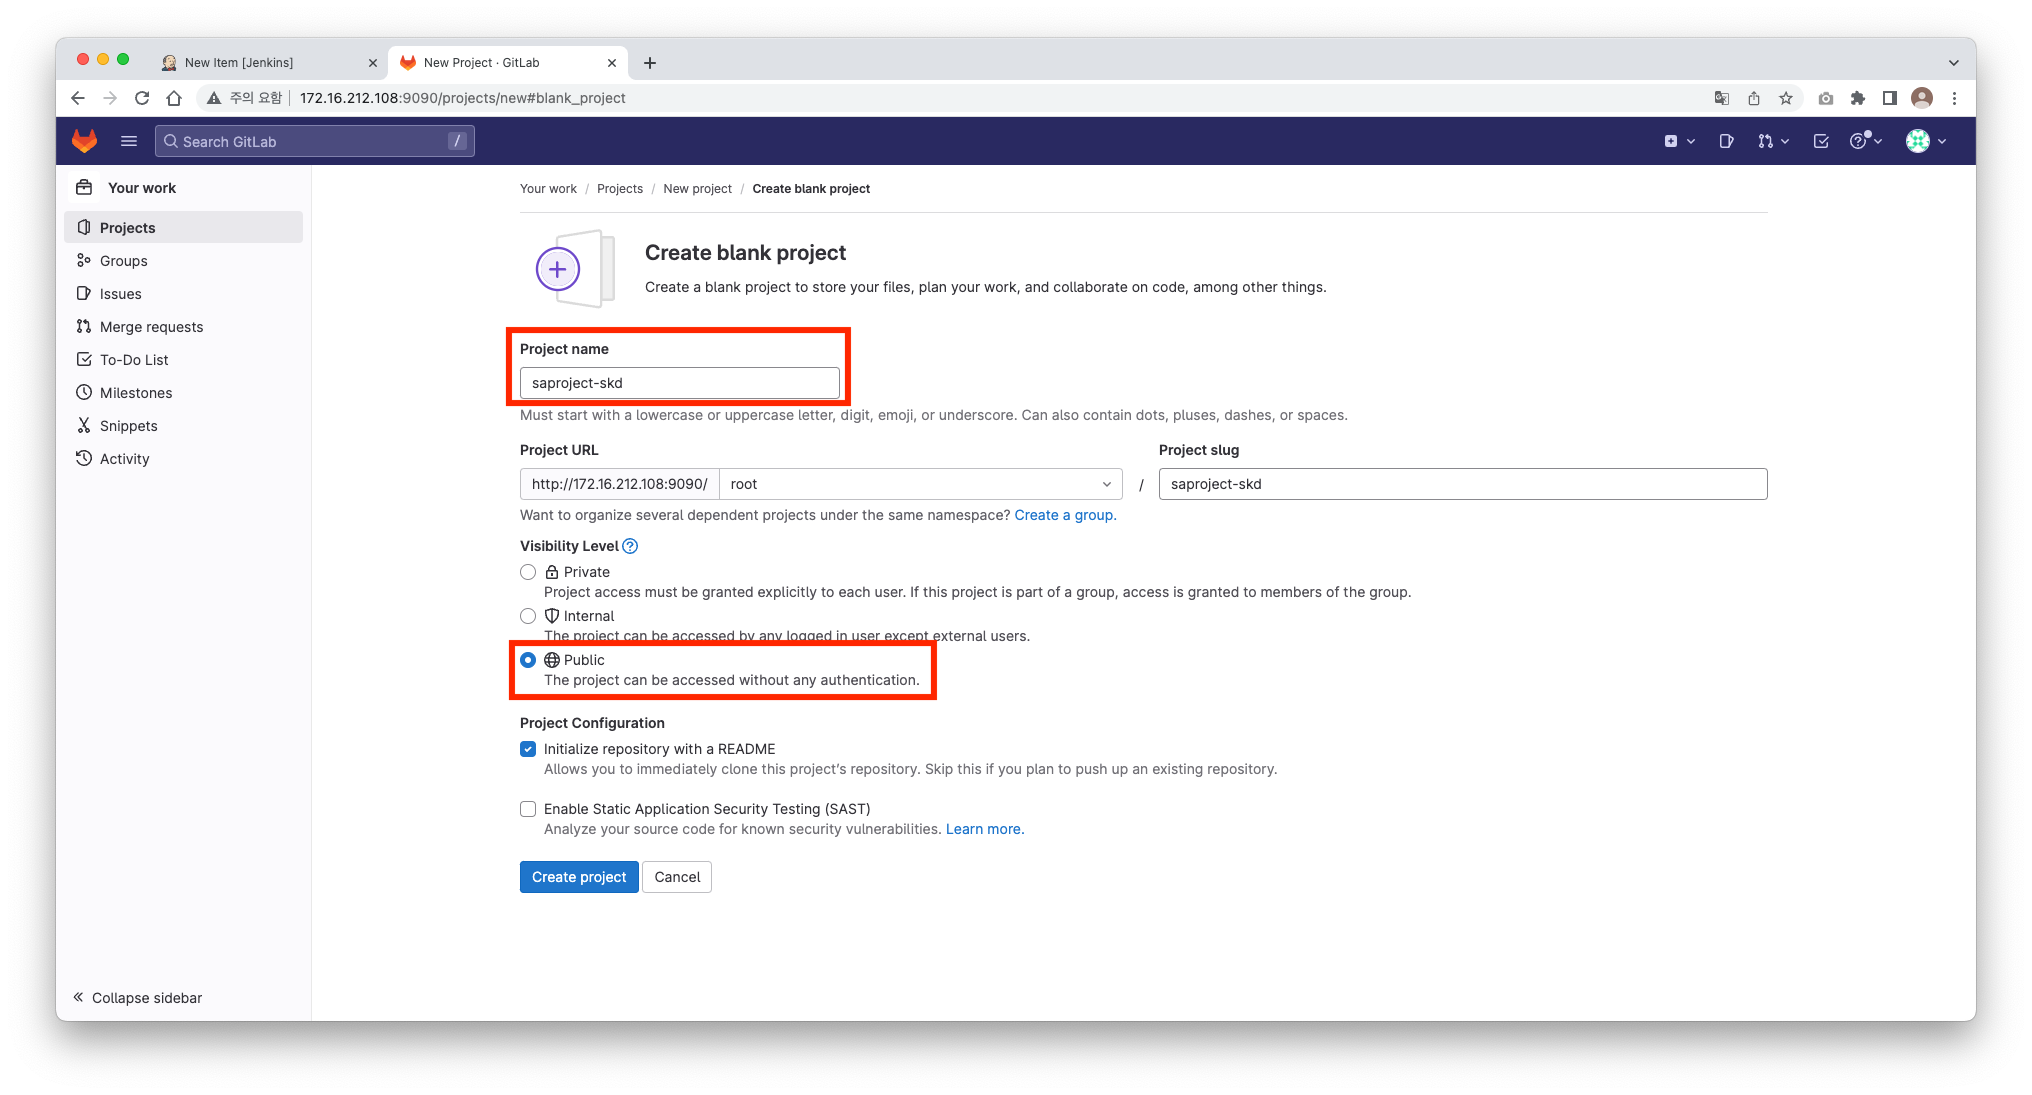 New Item [Jenkins]
New Project · GitLab
주의 요함
172.16.212.108:9090/projects/new#blank_project
Search GitLab
/
Your work
Projects
Groups
Issues
Merge requests
To-Do List
Milestones
Snippets
Activity
Collapse sidebar
Your work / Projects / New project / Create blank project
Create blank project
Create a blank project to store your files, plan your work, and collaborate on code, among other things.
Project name
saproject-skd
Must start with a lowercase or uppercase letter, digit, emoji, or underscore. Can also contain dots, pluses, dashes, or spaces.
Project URL
Project slug
http://172.16.212.108:9090/ root / saproject-skd
Want to organize several dependent projects under the same namespace? Create a group.
Visibility Level
Private
Project access must be granted explicitly to each user. If this project is part of a group, access is granted to members of the group.
Internal
The project can be accessed by any logged in user except external users.
Public
The project can be accessed without any authentication.
Project Configuration
Initialize repository with a README
Allows you to immediately clone this project's repository. Skip this if you plan to push up an existing repository.
Enable Static Application Security Testing (SAST)
Analyze your source code for known security vulnerabilities. Learn more.
Create project
Cancel